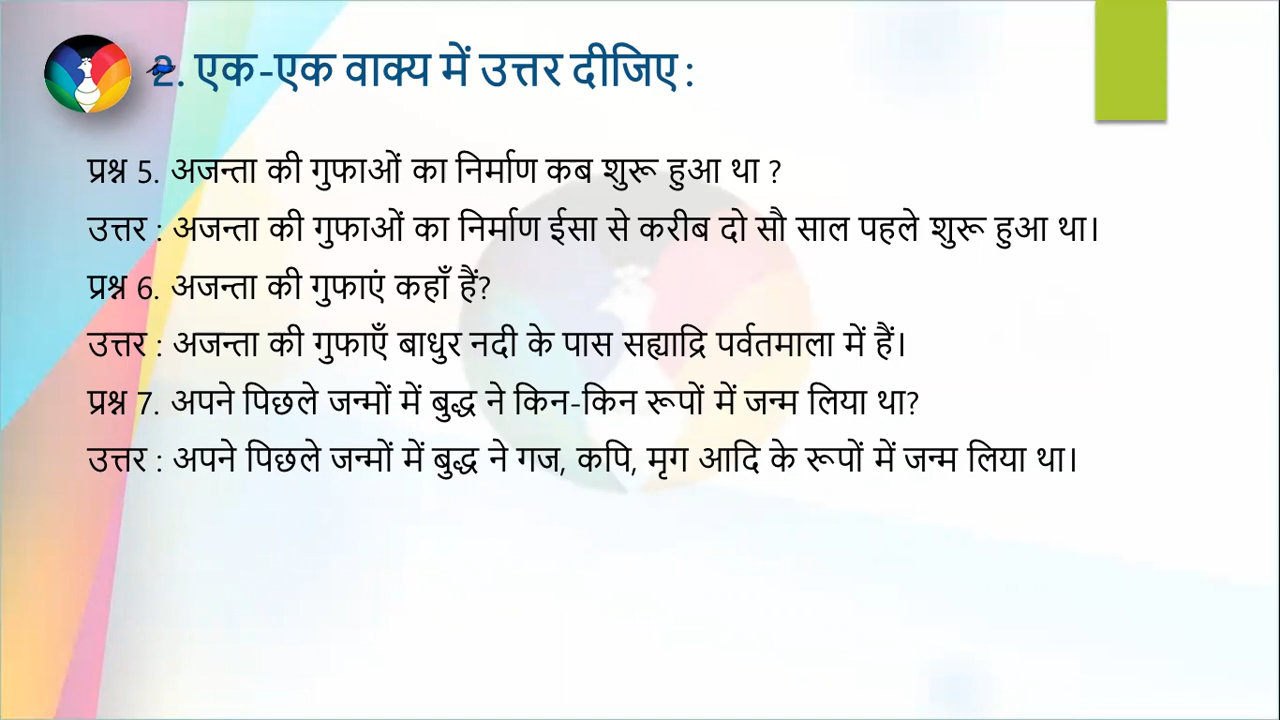 2. एक-एक वाक्य में उत्तर दीजिए :
प्रश्न 5. अजन्ता की गुफाओं का निर्माण कब शुरू हुआ था ?
उत्तर : अजन्ता की गुफाओं का निर्माण ईसा से करीब दो सौ साल पहले शुरू हुआ था।
प्रश्न 6. अजन्ता की गुफाएं कहाँ हैं?
उत्तर : अजन्ता की गुफाएँ बाधुर नदी के पास सह्याद्रि पर्वतमाला में हैं।
प्रश्न 7. अपने पिछले जन्मों में बुद्ध ने किन-किन रूपों में जन्म लिया था?
उत्तर : अपने पिछले जन्मों में बुद्ध ने गज, कपि, मृग आदि के रूपों में जन्म लिया था।